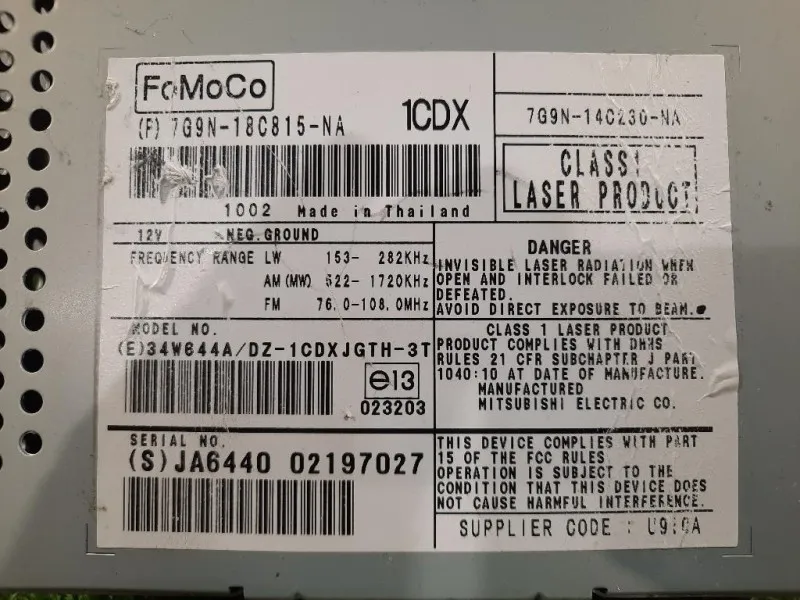 FoMoCo
(F) 7G9N-18C815-NA 1CDX
1002 Made in Thailand
7G9N-14C230-NA
CLASS1
LASER PRODUCT
12V NEG.GROUND
FREQUENCY RANGE LW 153- 282KHz
AM(MW) 522- 1720KHz
FM 76.0-108.0MHz
DANGER
INVISIBLE LASER RADIATION WHEN
OPEN AND INTERLOCK FAILED OR
DEFEATED.
AVOID DIRECT EXPOSURE TO BEAM.
MODEL NO.
(E)34W644A/DZ-1CDXJGTH-3T
e13
023203
CLASS 1 LASER PRODUCT
PRODUCT COMPLIES WITH DHHS
RULES 21 CFR SUBCHAPTER J PART
1040:10 AT DATE OF MANUFACTURE.
MANUFACTURED
MITSUBISHI ELECTRIC CO.
SERIAL NO.
(S)JA6440 02197027
THIS DEVICE COMPLIES WITH PART
15 OF THE FCC RULES
OPERATION IS SUBJECT TO THE
CONDITION THAT THIS DEVICE DOES
NOT CAUSE HARMFUL INTERFERENCE.
SUPPLIER CODE :